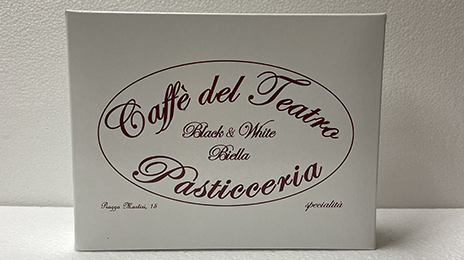 Caffè del Teatro
Black & White
Biella
Pasticceria
Piazza Martiri, 15
specialità